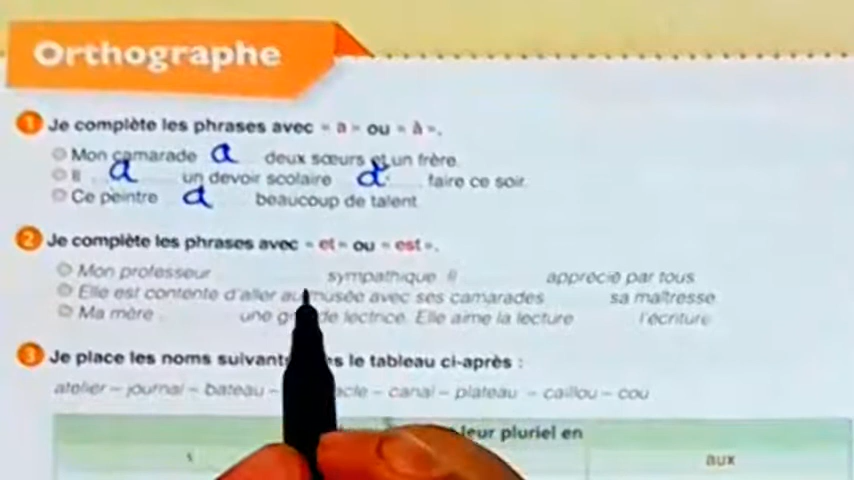 Orthographe
1 Je complète les phrases avec « a » ou « à ».
Mon camarade a deux sœurs et un frère.
Il a un devoir scolaire à faire ce soir.
Ce peintre a beaucoup de talent
2 Je complète les phrases avec « et » ou « est ».
Mon professeur sympathique. Il apprécié par tous
Elle est contente d'aller au musée avec ses camarades sa maîtresse
Ma mère une lectrice. Elle aime la lecture l'écriture
3 Je place les noms suivants le tableau ci-après :
atelier – journal – bateau – canal – plateau – caillou – cou
leur pluriel en
aux